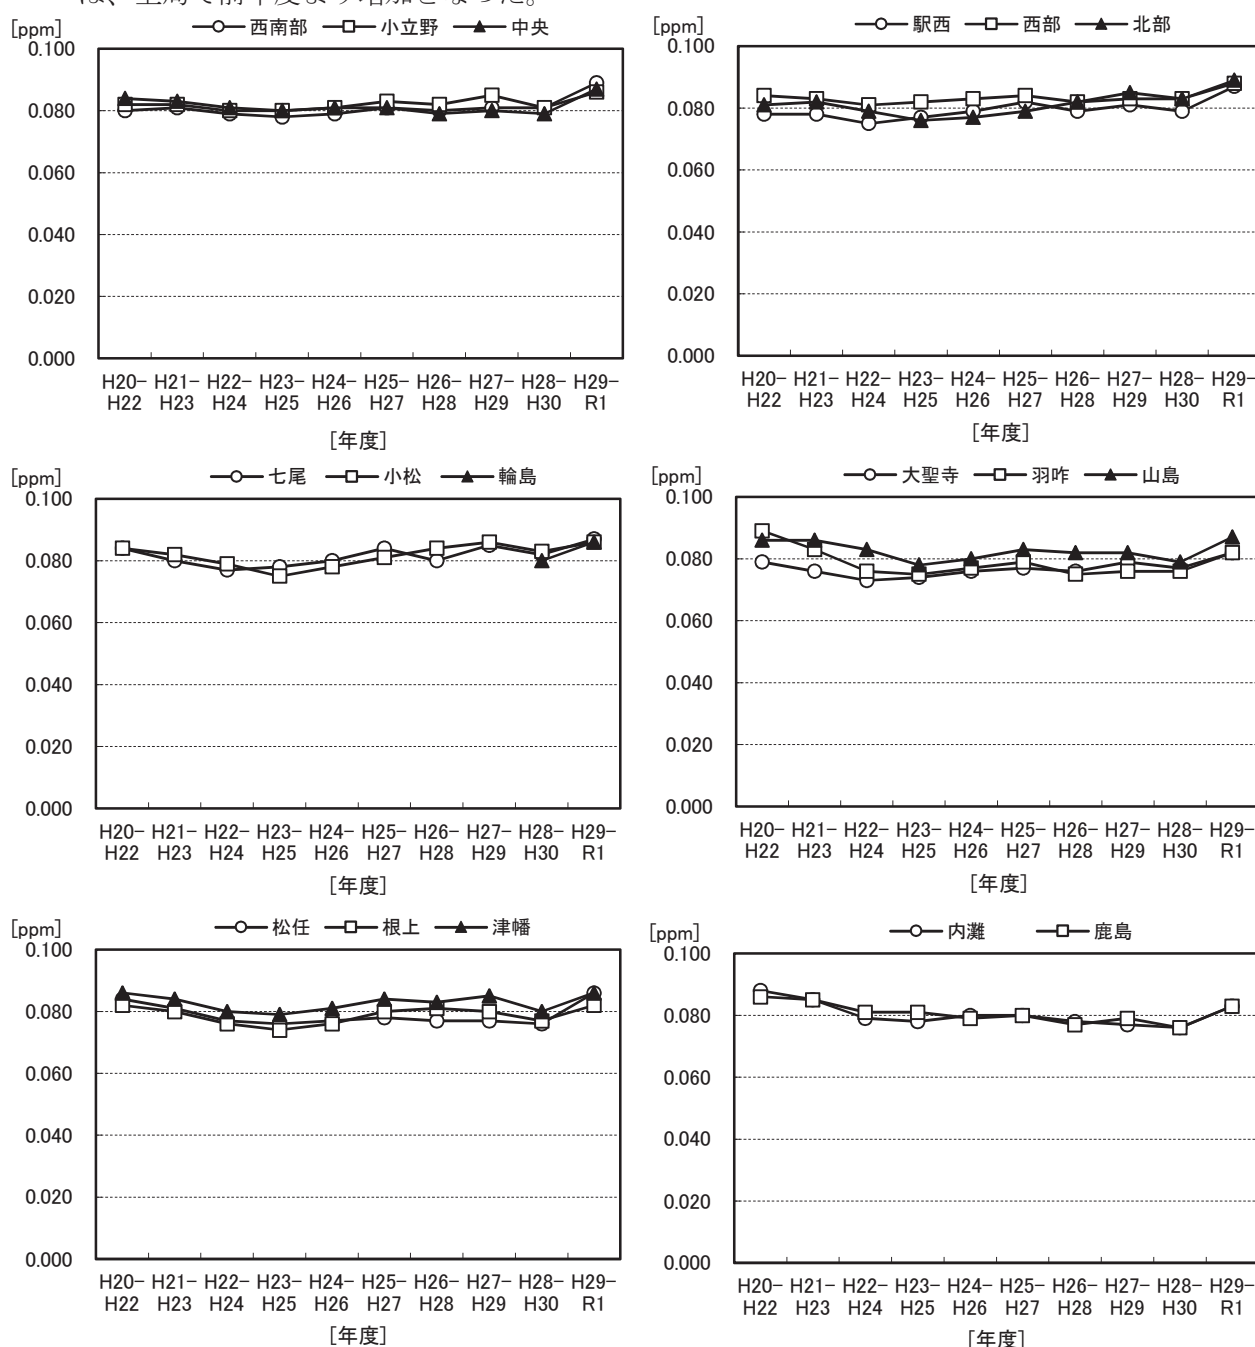 は、全局で前年度より増加となった。
[ppm] 西南部 小立野 中央
0.100
0.080
0.060
0.040
0.020
0.000
H20- H21- H22- H23- H24- H25- H26- H27- H28- H29-
H22 H23 H24 H25 H26 H27 H28 H29 H30 R1
[年度]
[ppm] 駅西 西部 北部
0.100
0.080
0.060
0.040
0.020
0.000
H20- H21- H22- H23- H24- H25- H26- H27- H28- H29-
H22 H23 H24 H25 H26 H27 H28 H29 H30 R1
[年度]
[ppm] 七尾 小松 輪島
0.100
0.080
0.060
0.040
0.020
0.000
H20- H21- H22- H23- H24- H25- H26- H27- H28- H29-
H22 H23 H24 H25 H26 H27 H28 H29 H30 R1
[年度]
[ppm] 大聖寺 羽咋 山島
0.100
0.080
0.060
0.040
0.020
0.000
H20- H21- H22- H23- H24- H25- H26- H27- H28- H29-
H22 H23 H24 H25 H26 H27 H28 H29 H30 R1
[年度]
[ppm] 松任 根上 津幡
0.100
0.080
0.060
0.040
0.020
0.000
H20- H21- H22- H23- H24- H25- H26- H27- H28- H29-
H22 H23 H24 H25 H26 H27 H28 H29 H30 R1
[年度]
[ppm] 内灘 鹿島
0.100
0.080
0.060
0.040
0.020
0.000
H20- H21- H22- H23- H24- H25- H26- H27- H28- H29-
H22 H23 H24 H25 H26 H27 H28 H29 H30 R1
[年度]